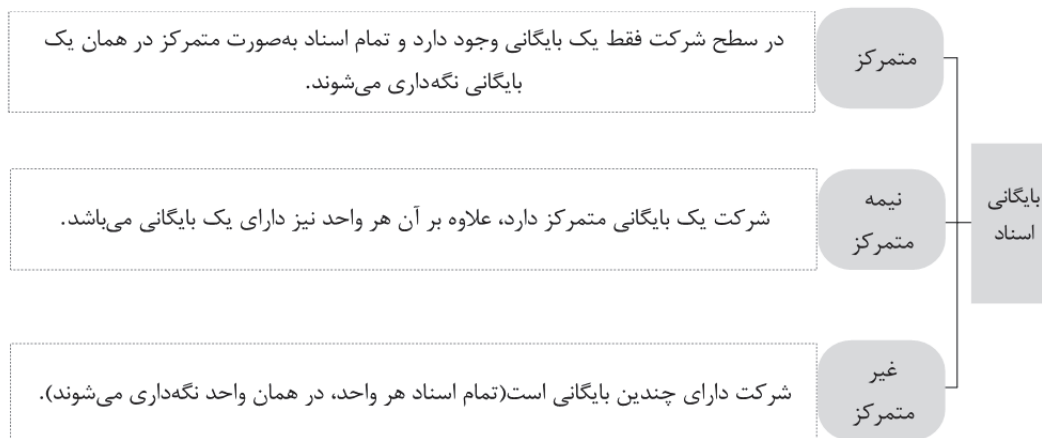 بایگانی
اسناد
متمرکز
در سطح شرکت فقط یک بایگانی وجود دارد و تمام اسناد به‌صورت متمرکز در همان یک
بایگانی نگه‌داری می‌شوند.
نیمه
متمرکز
شرکت یک بایگانی متمرکز دارد، علاوه بر آن هر واحد نیز دارای یک بایگانی می‌باشد.
غیر
متمرکز
شرکت دارای چندین بایگانی است(تمام اسناد هر واحد، در همان واحد نگه‌داری می‌شوند).